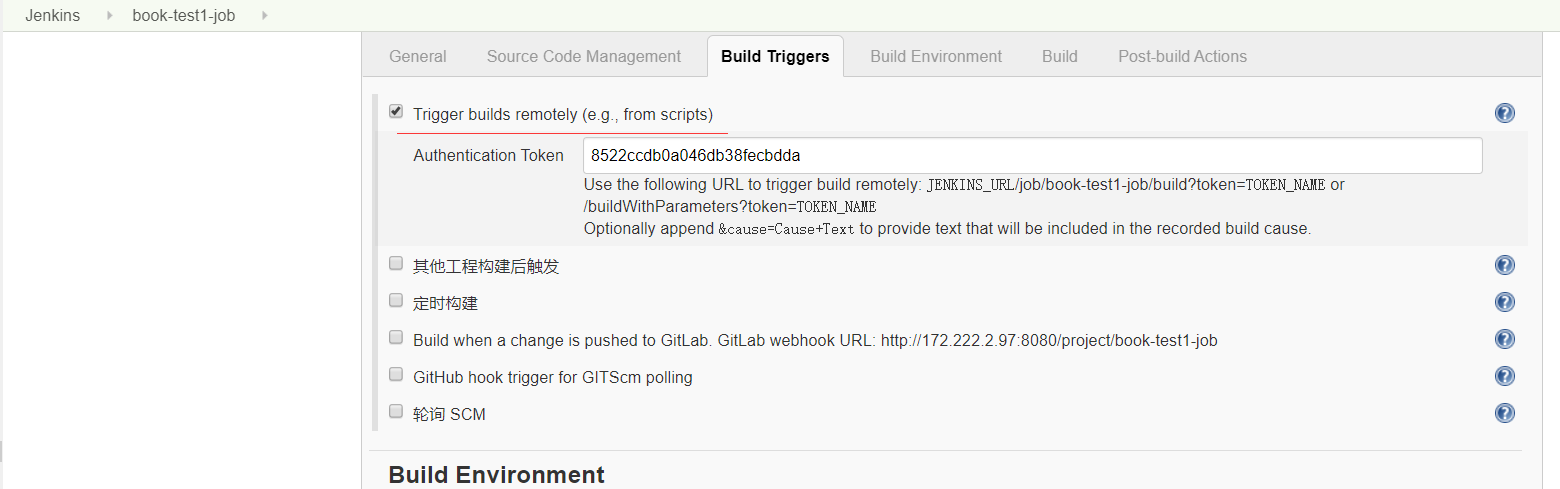 Jenkins book-test1-job
General Source Code Management Build Triggers Build Environment Build Post-build Actions
Trigger builds remotely (e.g., from scripts)
Authentication Token 8522ccdb0a046db38fecbdda
Use the following URL to trigger build remotely: JENKINS_URL/job/book-test1-job/build?token=TOKEN_NAME or
/buildWithParameters?token=TOKEN_NAME
Optionally append &cause=Cause+Text to provide text that will be included in the recorded build cause.
其他工程构建后触发
定时构建
Build when a change is pushed to GitLab. GitLab webhook URL: http://172.222.2.97:8080/project/book-test1-job
GitHub hook trigger for GITScm polling
轮询 SCM
Build Environment